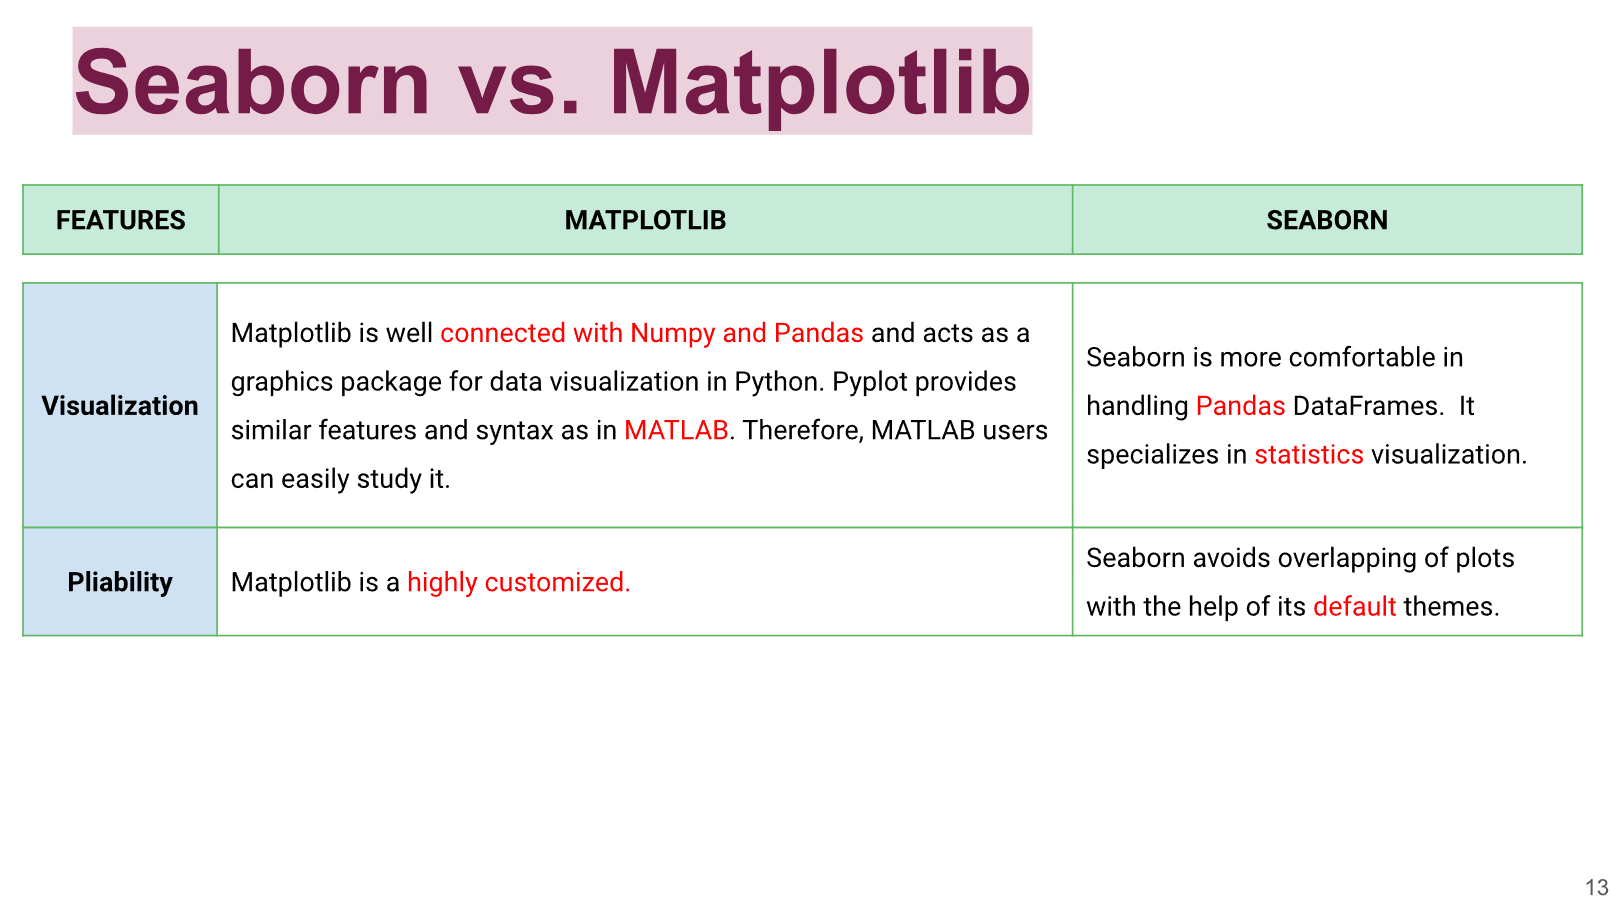 Seaborn vs. Matplotlib
FEATURES
MATPLOTLIB
SEABORN
Visualization
Matplotlib is well connected with Numpy and Pandas and acts as a
graphics package for data visualization in Python. Pyplot provides
similar features and syntax as in MATLAB. Therefore, MATLAB users
can easily study it.
Seaborn is more comfortable in
handling Pandas DataFrames.  It
specializes in statistics visualization.
Pliability
Matplotlib is a highly customized.
Seaborn avoids overlapping of plots
with the help of its default themes.
13